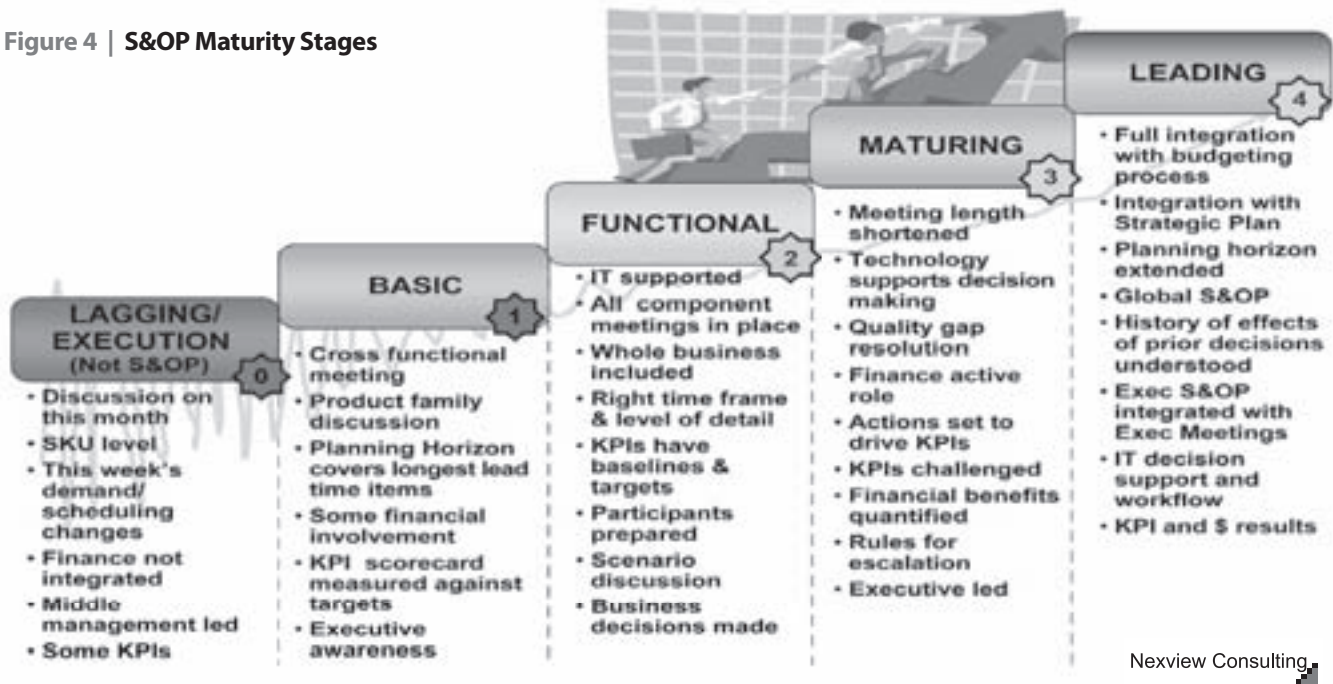 Figure 4 | S&OP Maturity Stages
LAGGING/
EXECUTION
(Not S&OP)
0
• Discussion on
this month
• SKU level
• This week's
demand/
scheduling
changes
• Finance not
integrated
• Middle
management led
• Some KPIs
BASIC
1
• Cross functional
meeting
• Product family
discussion
• Planning Horizon
covers longest lead
time items
• Some financial
involvement
• KPI scorecard
measured against
targets
• Executive
awareness
FUNCTIONAL
2
• IT supported
• All component
meetings in place
• Whole business
included
• Right time frame
& level of detail
• KPIs have
baselines &
targets
• Participants
prepared
• Scenario
discussion
• Business
decisions made
MATURING
3
• Meeting length
shortened
• Technology
supports decision
making
• Quality gap
resolution
• Finance active
role
• Actions set to
drive KPIs
• KPIs challenged
• Financial benefits
quantified
• Rules for
escalation
• Executive led
LEADING
4
• Full integration
with budgeting
process
• Integration with
Strategic Plan
• Planning horizon
extended
• Global S&OP
• History of effects
of prior decisions
understood
• Exec S&OP
integrated with
Exec Meetings
• IT decision
support and
workflow
• KPI and $ results
Nexview Consulting